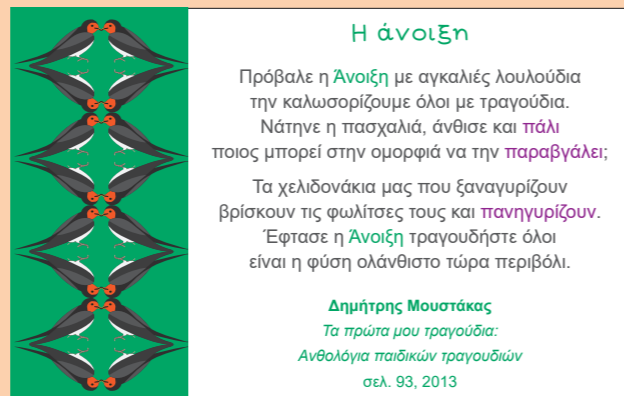 Η άνοιξη
Πρόβαλε η Άνοιξη με αγκαλιές λουλούδια
την καλωσορίζουμε όλοι με τραγούδια.
Νάτηνε η πασχαλιά, άνθισε και πάλι
ποιος μπορεί στην ομορφιά να την παραβγάλει;
Τα χελιδονάκια μας που ξαναγυρίζουν
βρίσκουν τις φωλίτσες τους και πανηγυρίζουν.
Έφτασε η Άνοιξη τραγουδήστε όλοι
είναι η φύση ολάνθιστο τώρα περιβόλι.
Δημήτρης Μουστάκας
Τα πρώτα μου τραγούδια:
Ανθολόγια παιδικών τραγουδιών
σελ. 93, 2013